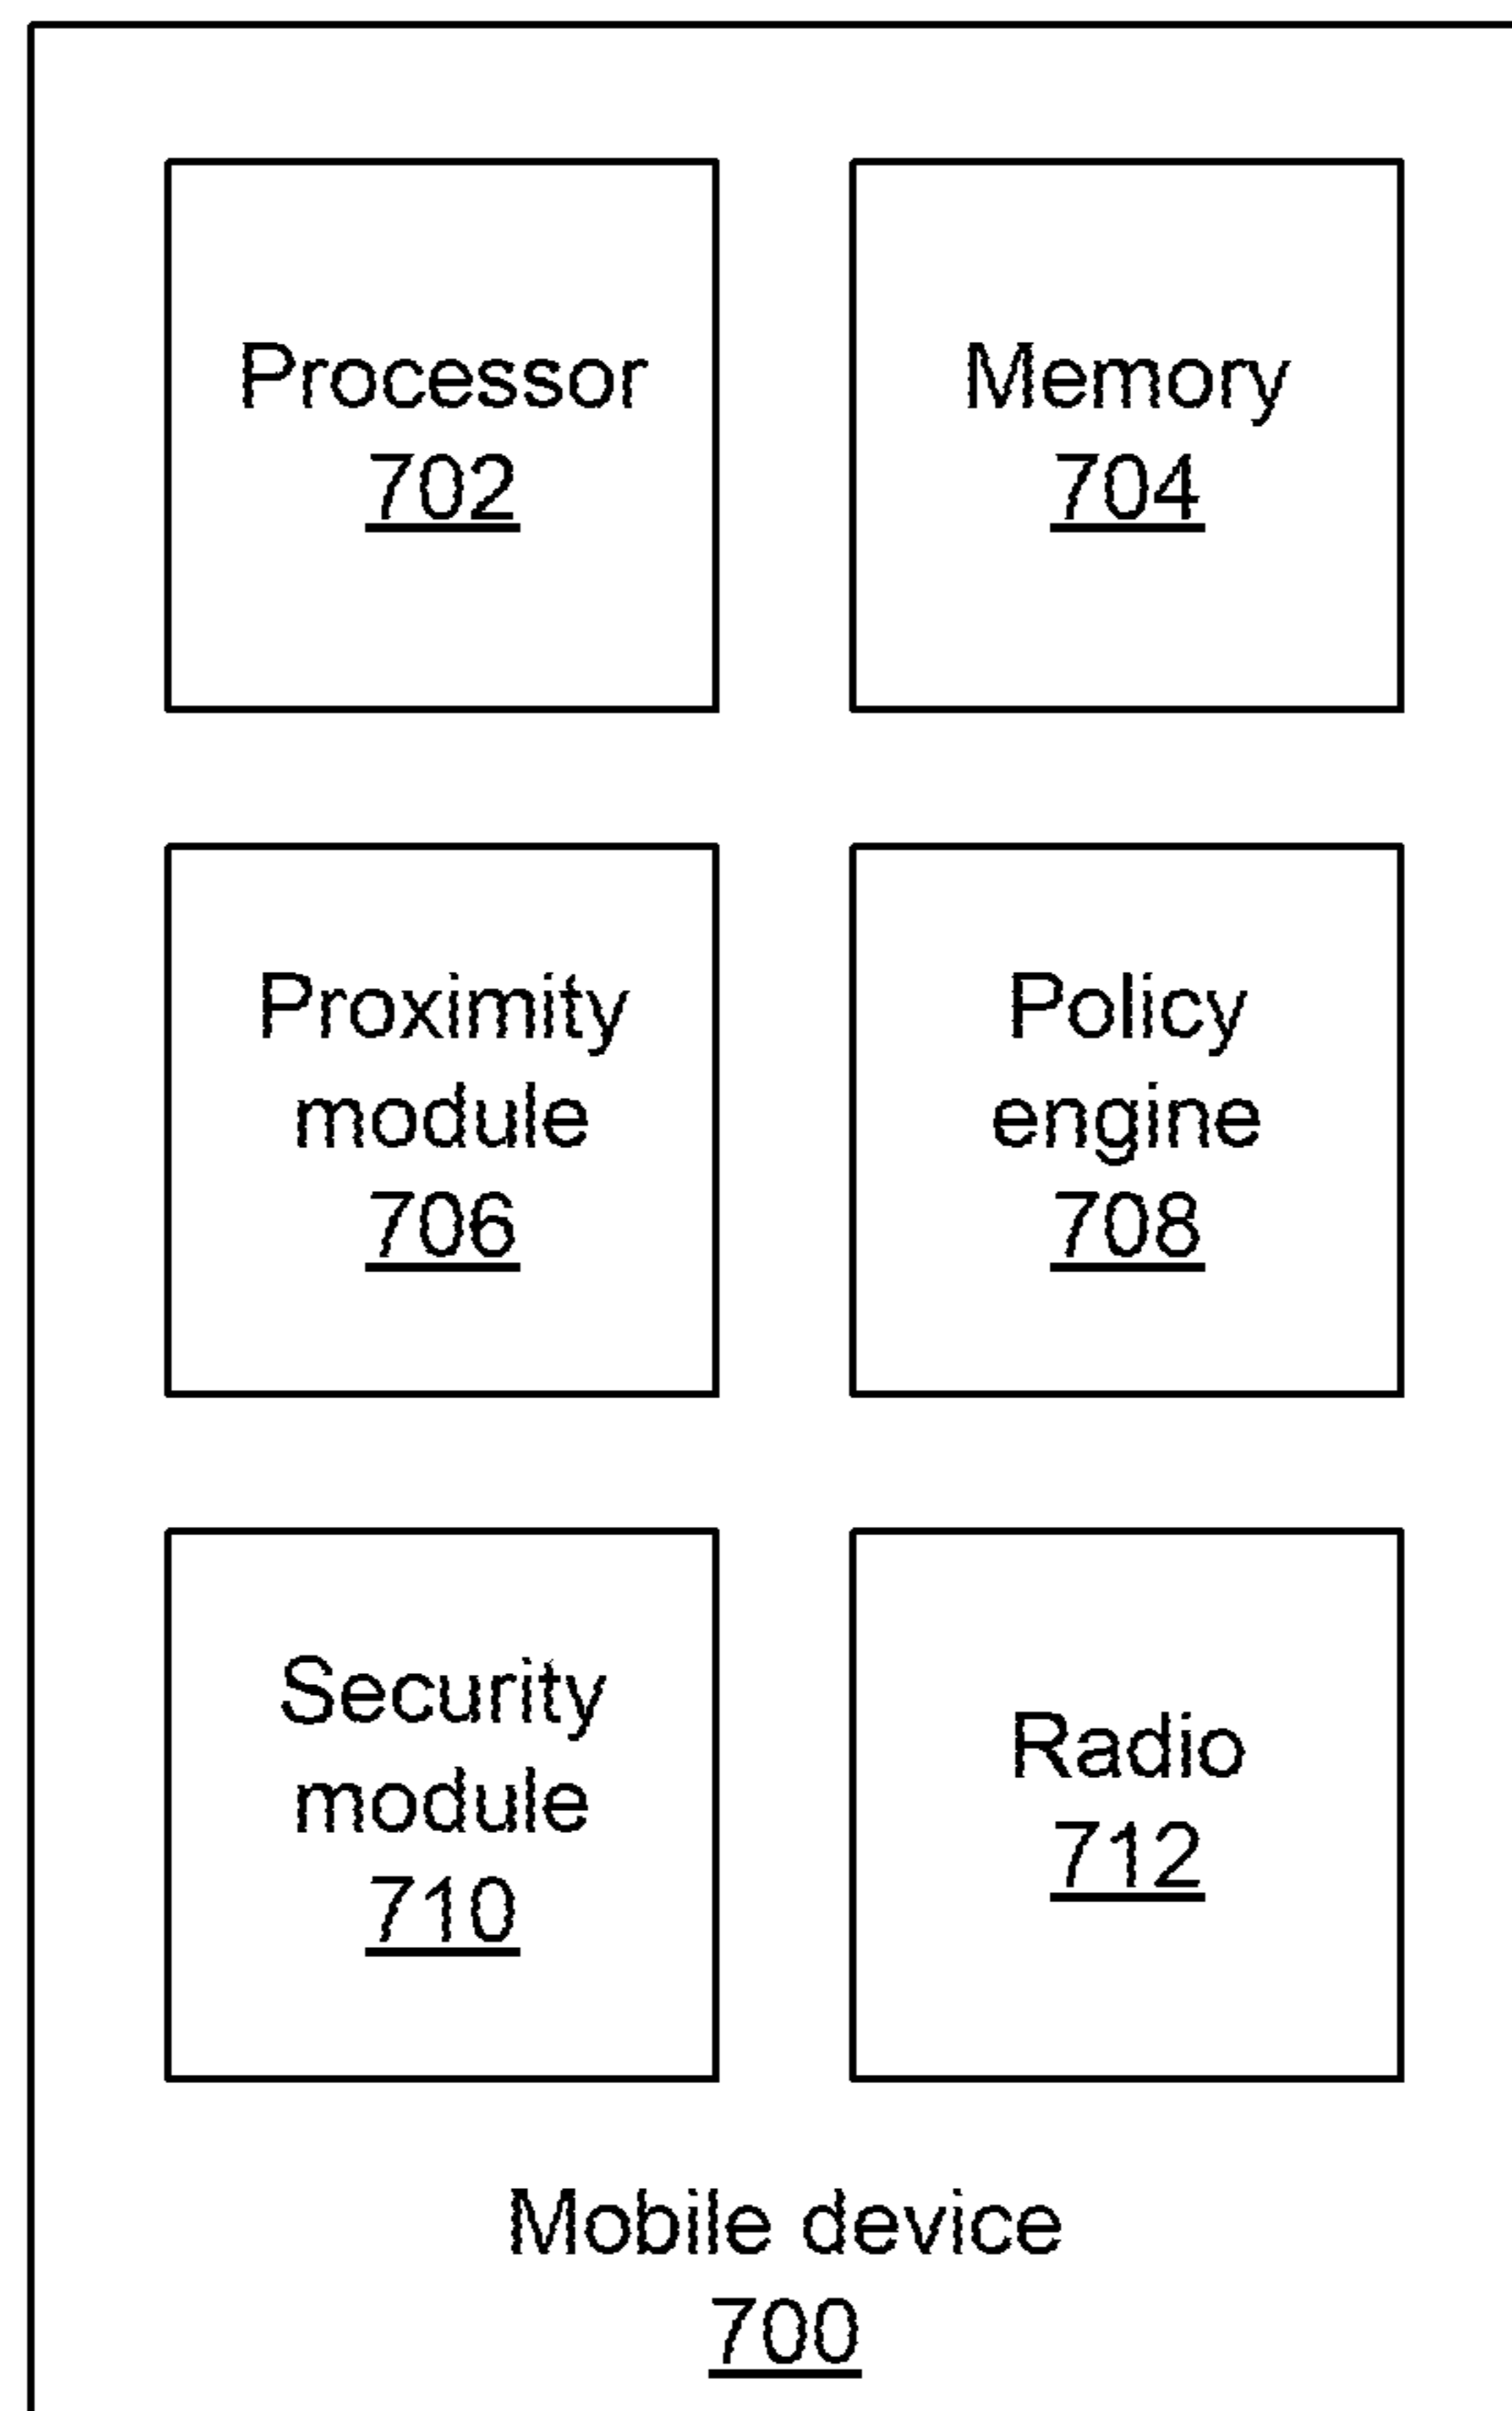 Processor
702
Memory
704
Proximity
module
706
Policy
engine
708
Security
module
710
Radio
712
Mobile device
700